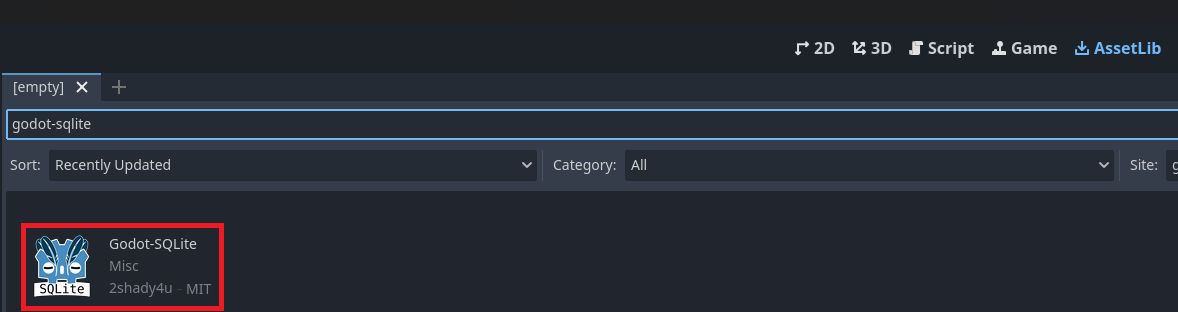 2D 3D Script Game AssetLib
[empty]
godot-sqlite
Sort: Recently Updated Category: All Site:
Godot-SQLite
Misc
SQLite 2shady4u - MIT